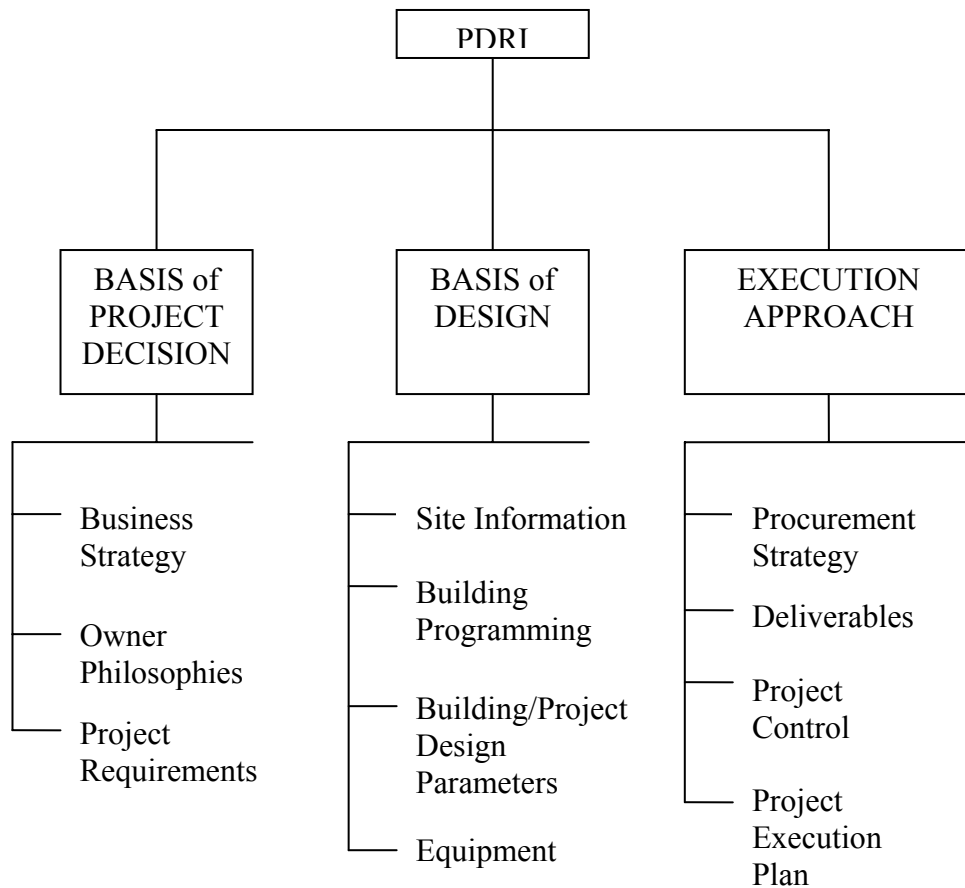 PDRI
BASIS of
PROJECT
DECISION
BASIS of
DESIGN
EXECUTION
APPROACH
Business
Strategy
Owner
Philosophies
Project
Requirements
Site Information
Building
Programming
Building/Project
Design
Parameters
Equipment
Procurement
Strategy
Deliverables
Project
Control
Project
Execution
Plan